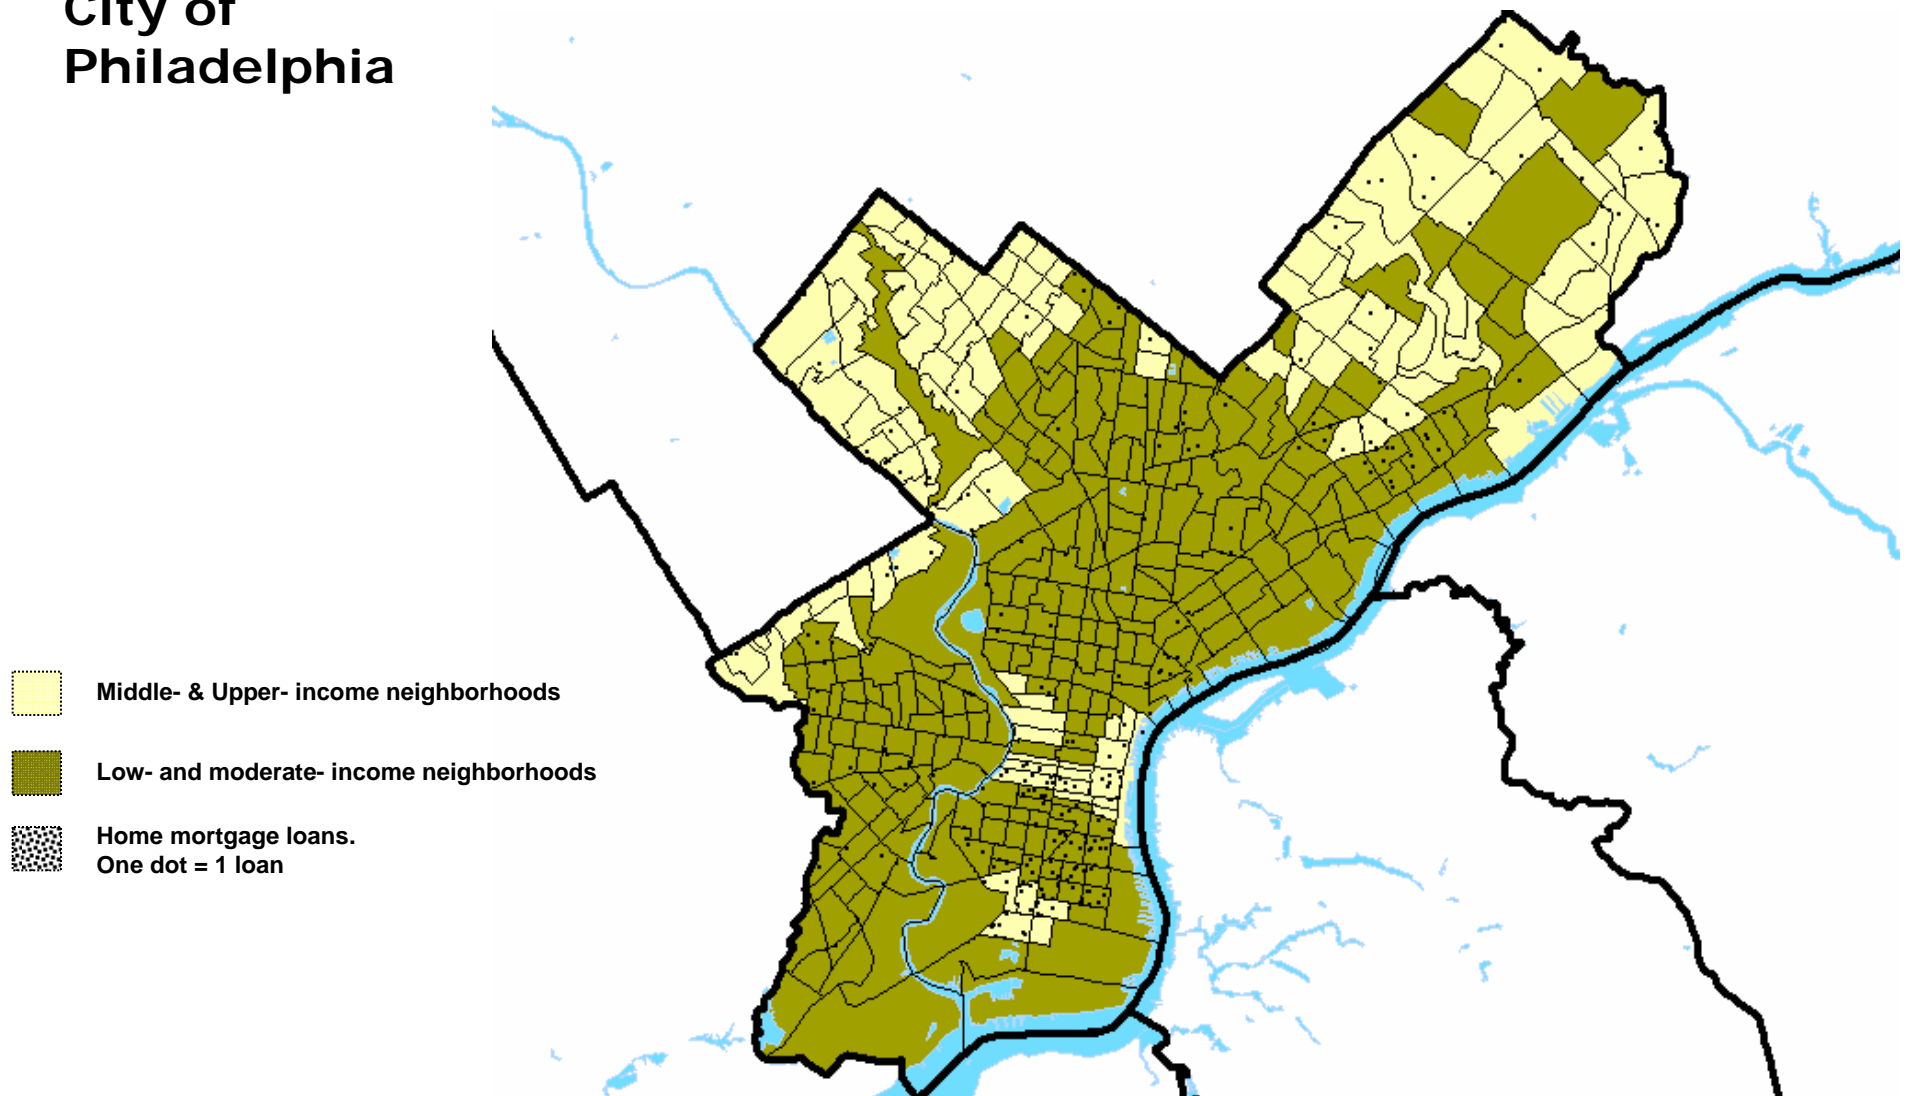 City of
Philadelphia
Middle- & Upper- income neighborhoods
Low- and moderate- income neighborhoods
Home mortgage loans.
One dot = 1 loan